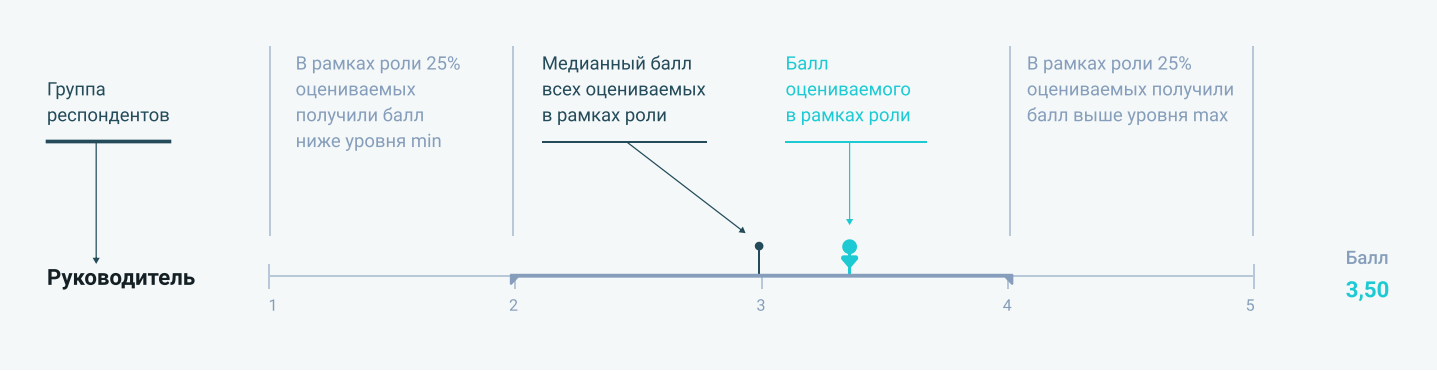 Группа
респондентов
В рамках роли 25%
оцениваемых
получили балл
ниже уровня min
Медианный балл
всех оцениваемых
в рамках роли
Балл
оцениваемого
в рамках роли
В рамках роли 25%
оцениваемых получили
балл выше уровня max
Руководитель
1
2
3
4
5
Балл
3,50